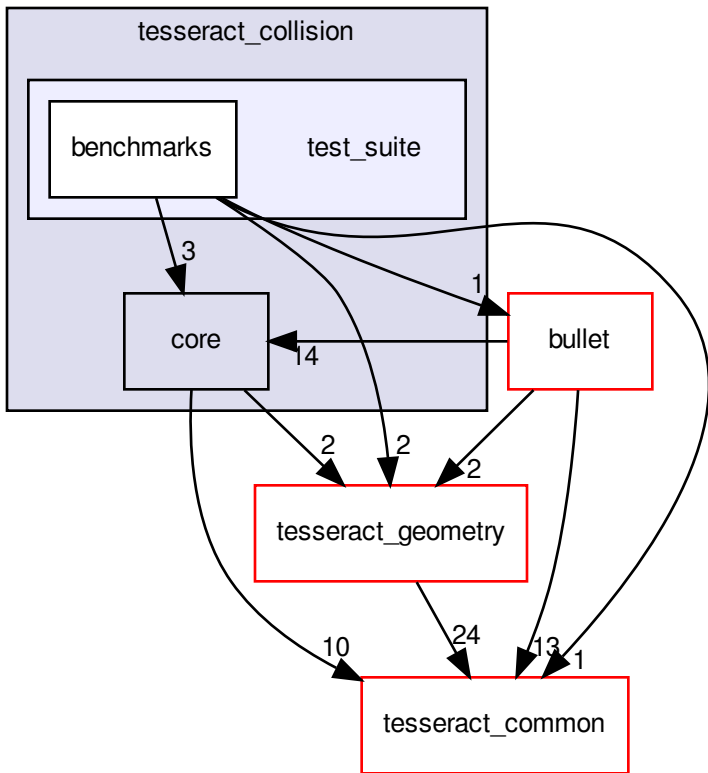 tesseract_collision
benchmarks
test_suite
3
1
core
bullet
14
2
2
2
tesseract_geometry
24
10
13
1
tesseract_common